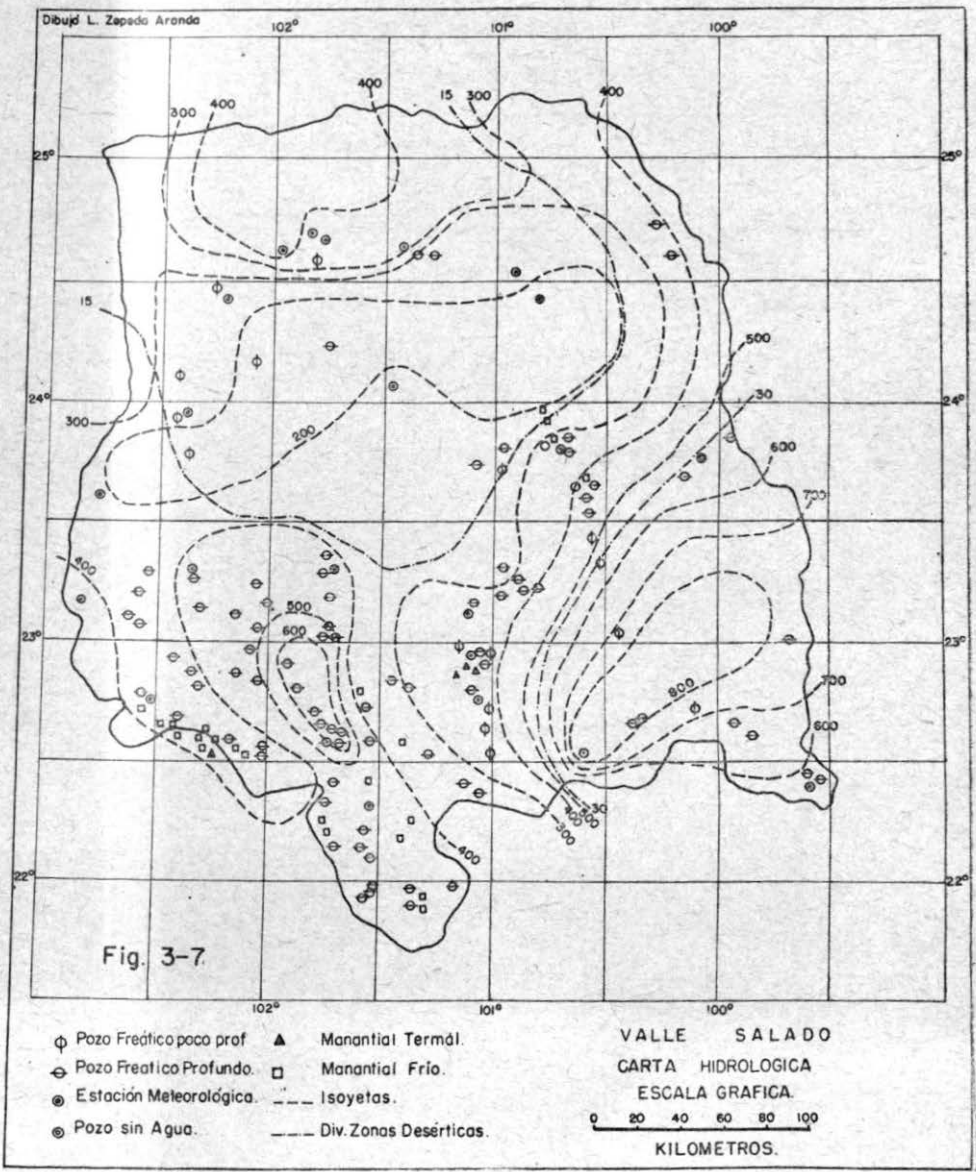 Dibujó L. Zepeda Aranda
102° 101° 100°
300 400 400 15 300 400
25° 25°
15
500
24° 24°
300 200 30
600
700
400
500
600
23° 23°
800
700
600
30
400 500
300
400
22° 22°
Fig. 3-7.
102° 101° 100°
Pozo Freático poco prof
Pozo Freatico Profundo.
Estación Meteorológica.
Pozo sin Agua.
Manantial Termál.
Manantial Frío.
Isoyetas.
Div. Zonas Desérticas.
VALLE SALADO
CARTA HIDROLOGICA
ESCALA GRAFICA.
0 20 40 60 80 100
KILOMETROS.